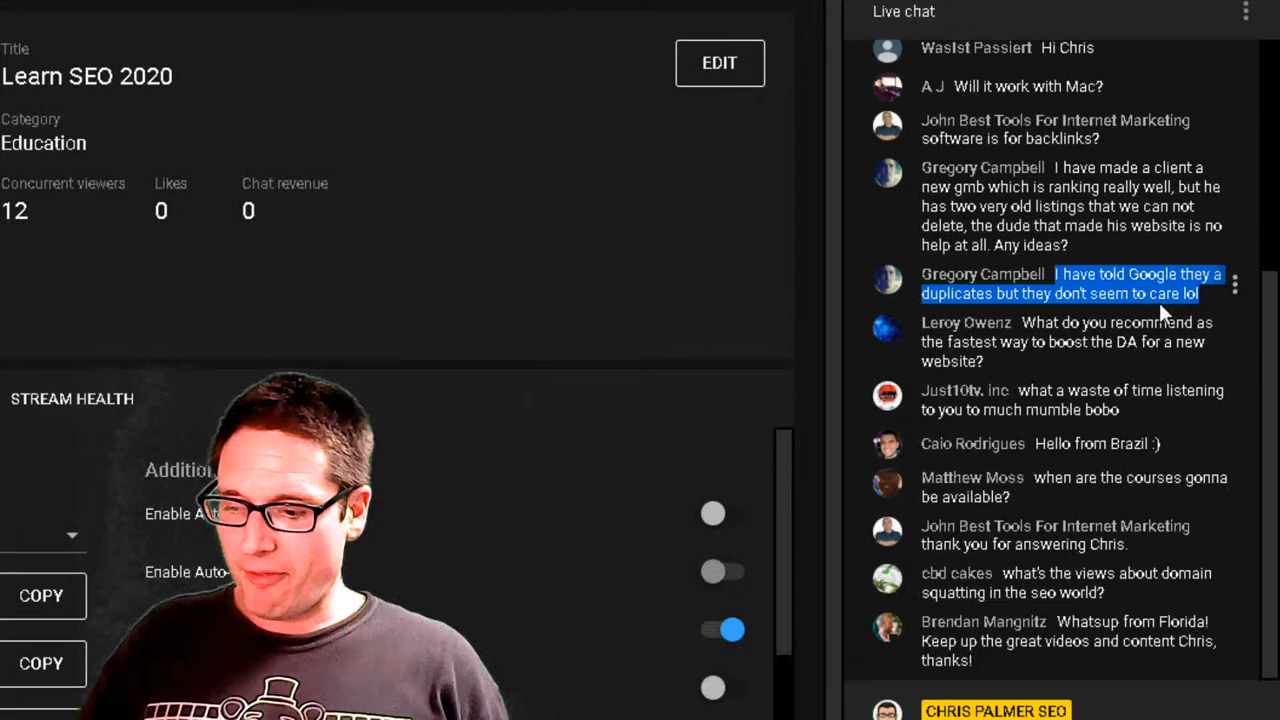 Title
Learn SEO 2020
EDIT
Category
Education
Concurrent viewers
Likes
Chat revenue
12
0
0
STREAM HEALTH
Additio
Enable A
Enable Auto-
COPY
COPY
Live chat
WasIst Passiert Hi Chris
A J Will it work with Mac?
John Best Tools For Internet Marketing
software is for backlinks?
Gregory Campbell I have made a client a
new gmb which is ranking really well, but he
has two very old listings that we can not
delete, the dude that made his website is no
help at all. Any ideas?
Gregory Campbell I have told Google they a
duplicates but they don't seem to care lol
Leroy Owenz What do you recommend as
the fastest way to boost the DA for a new
website?
Just10tv. inc what a waste of time listening
to you to much mumble bobo
Caio Rodrigues Hello from Brazil :)
Matthew Moss when are the courses gonna
be available?
John Best Tools For Internet Marketing
thank you for answering Chris.
cbd cakes what's the views about domain
squatting in the seo world?
Brendan Mangnitz Whatsup from Florida!
Keep up the great videos and content Chris,
thanks!
CHRIS PALMER SEO